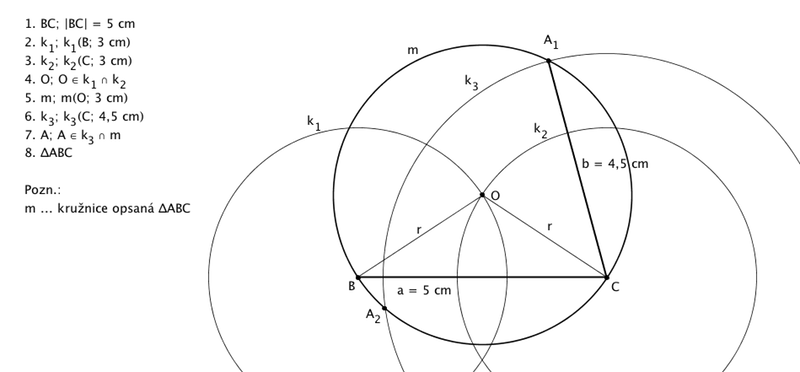 1. BC; |BC| = 5 cm
2. k₁; k₁(B; 3 cm)
3. k₂; k₂(C; 3 cm)
4. O; O ∈ k₁ ∩ k₂
5. m; m(O; 3 cm)
6. k₃; k₃(C; 4,5 cm)
7. A; A ∈ k₃ ∩ m
8. ΔABC
Pozn.:
m ... kružnice opsaná ΔABC
A₁
m
k₃
k₁
k₂
b = 4,5 cm
O
r
r
B
a = 5 cm
C
A₂